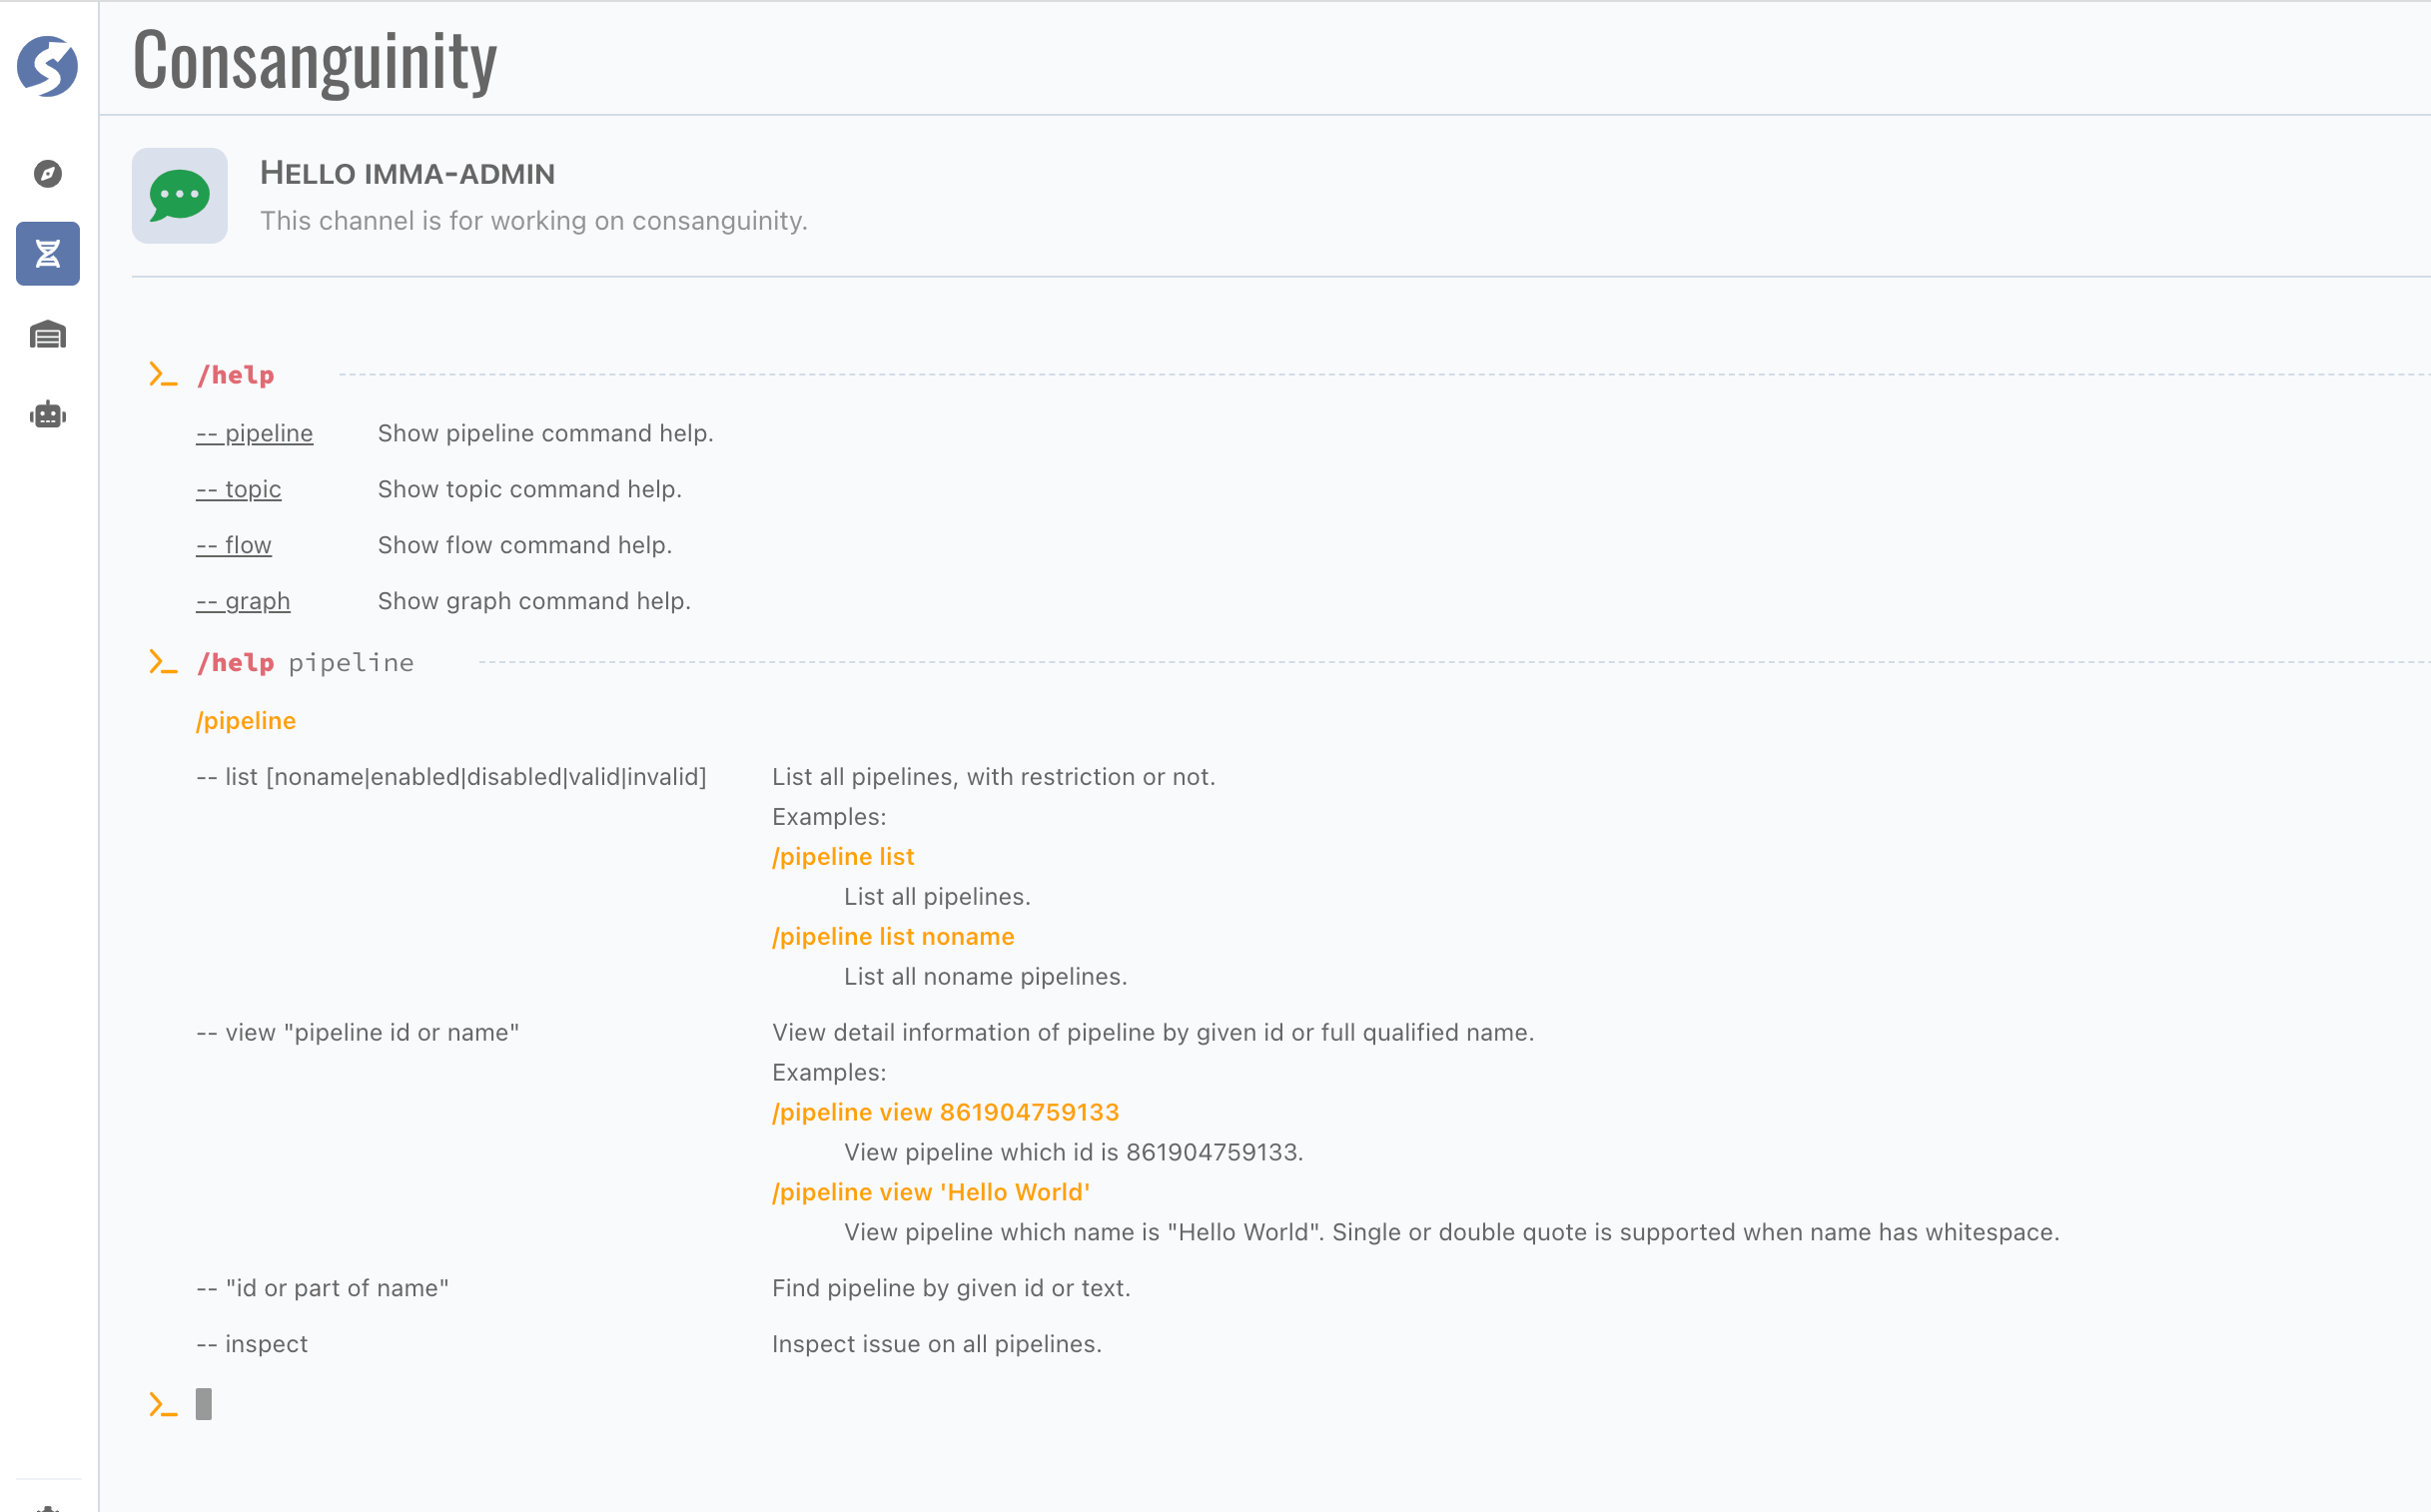 Consanguinity
HELLO IMMA-ADMIN
This channel is for working on consanguinity.
/help
-- pipeline Show pipeline command help.
-- topic Show topic command help.
-- flow Show flow command help.
-- graph Show graph command help.
/help pipeline
/pipeline
-- list [noname|enabled|disabled|valid|invalid] List all pipelines, with restriction or not.
Examples:
/pipeline list
List all pipelines.
/pipeline list noname
List all noname pipelines.
-- view "pipeline id or name" View detail information of pipeline by given id or full qualified name.
Examples:
/pipeline view 861904759133
View pipeline which id is 861904759133.
/pipeline view 'Hello World'
View pipeline which name is "Hello World". Single or double quote is supported when name has whitespace.
-- "id or part of name" Find pipeline by given id or text.
-- inspect Inspect issue on all pipelines.